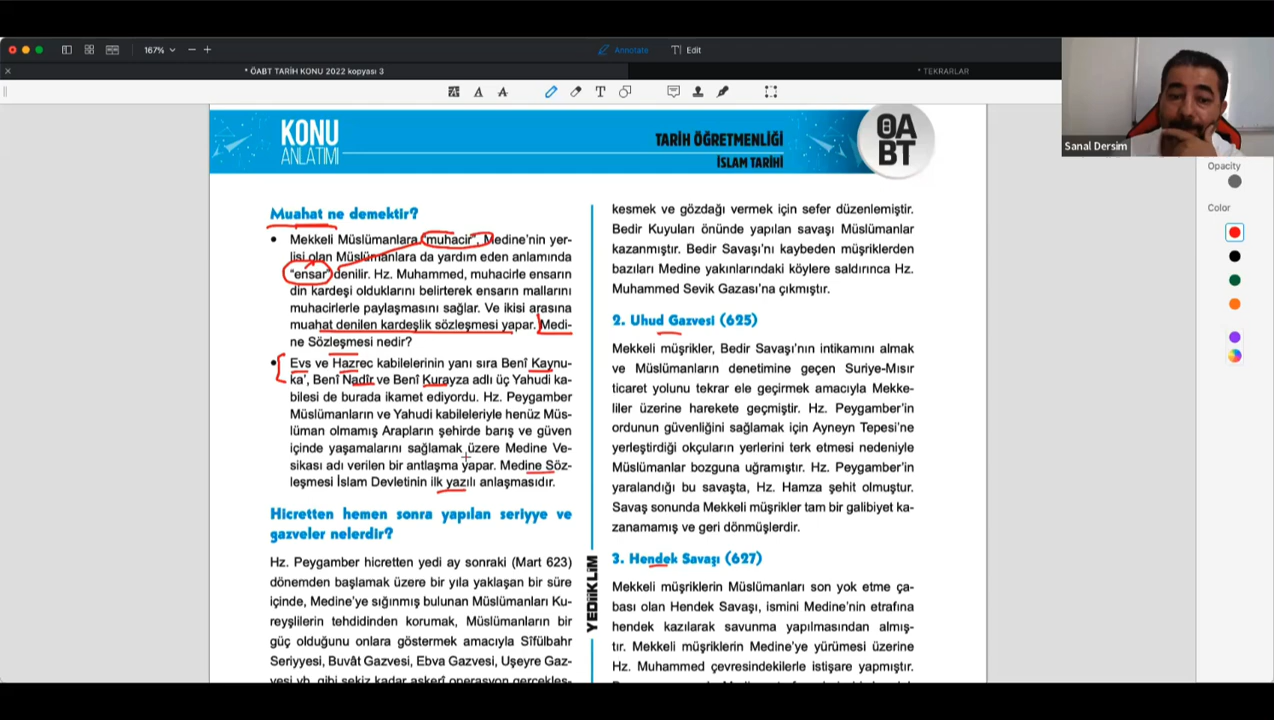 167%
Annotate
Edit
* ÖABT TARİH KONU 2022 kopyası 3
* TEKRARLAR
Sanal Dersim
Opacity
Color
KONU
ANLATIMI
TARİH ÖĞRETMENLİĞİ
İSLAM TARİHİ
ÖA
BT
Muahat ne demektir?
• Mekkeli Müslümanlara “muhacir”, Medine’nin yer-
lisi olan Müslümanlara da yardım eden anlamında
“ensar” denilir. Hz. Muhammed, muhacirle ensarın
din kardeşi olduklarını belirterek ensarın mallarını
muhacirlerle paylaşmasını sağlar. Ve ikisi arasına
muahat denilen kardeşlik sözleşmesi yapar. Medi-
ne Sözleşmesi nedir?
• Evs ve Hazrec kabilelerinin yanı sıra Benî Kaynu-
ka’, Benî Nadîr ve Benî Kurayza adlı üç Yahudi ka-
bilesi de burada ikamet ediyordu. Hz. Peygamber
Müslümanların ve Yahudi kabileleriyle henüz Müs-
lüman olmamış Arapların şehirde barış ve güven
içinde yaşamalarını sağlamak üzere Medine Ve-
sikası adı verilen bir antlaşma yapar. Medine Söz-
leşmesi İslam Devletinin ilk yazılı anlaşmasıdır.
Hicretten hemen sonra yapılan seriyye ve
gazveler nelerdir?
Hz. Peygamber hicretten yedi ay sonraki (Mart 623)
dönemden başlamak üzere bir yıla yaklaşan bir süre
içinde, Medine’ye sığınmış bulunan Müslümanları Ku-
reyşlilerin tehdidinden korumak, Müslümanların bir
güç olduğunu onlara göstermek amacıyla Sîfülbahr
Seriyyesi, Buvât Gazvesi, Ebva Gazvesi, Uşeyre Gaz-
vesi vb. gibi sekiz kadar askerî operasyon gerçekleş-
YEDİİKLİM
kesmek ve gözdağı vermek için sefer düzenlemiştir.
Bedir Kuyuları önünde yapılan savaşı Müslümanlar
kazanmıştır. Bedir Savaşı’nı kaybeden müşriklerden
bazıları Medine yakınlarındaki köylere saldırınca Hz.
Muhammed Sevik Gazası’na çıkmıştır.
2. Uhud Gazvesi (625)
Mekkeli müşrikler, Bedir Savaşı’nın intikamını almak
ve Müslümanların denetimine geçen Suriye-Mısır
ticaret yolunu tekrar ele geçirmek amacıyla Mekke-
liler üzerine harekete geçmiştir. Hz. Peygamber’in
ordunun güvenliğini sağlamak için Ayneyn Tepesi’ne
yerleştirdiği okçuların yerlerini terk etmesi nedeniyle
Müslümanlar bozguna uğramıştır. Hz. Peygamber’in
yaralandığı bu savaşta, Hz. Hamza şehit olmuştur.
Savaş sonunda Mekkeli müşrikler tam bir galibiyet ka-
zanamamış ve geri dönmüşlerdir.
3. Hendek Savaşı (627)
Mekkeli müşriklerin Müslümanları son yok etme ça-
bası olan Hendek Savaşı, ismini Medine’nin etrafına
hendek kazılarak savunma yapılmasından almış-
tır. Mekkeli müşriklerin Medine’ye yürümesi üzerine
Hz. Muhammed çevresindekilerle istişare yapmıştır.